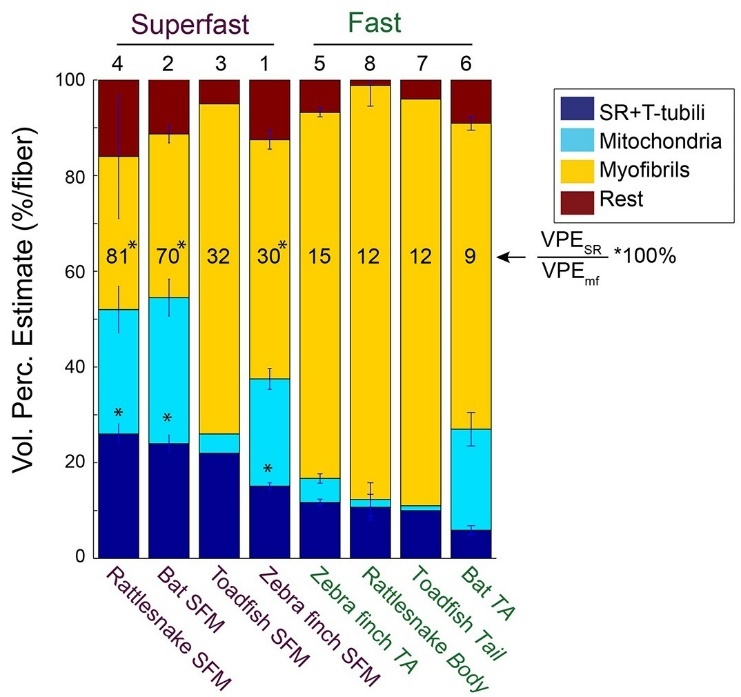 Superfast Fast
4 2 3 1 5 8 7 6
Vol. Perc. Estimate (%/fiber)
100
80
60
40
20
0
81* 70* 32 30* 15 12 12 9
* * *
SR+T-tubili
Mitochondria
Myofibrils
Rest
VPESR
VPEmf
*100%
Rattlesnake SFM
Bat SFM
Toadfish SFM
Zebra finch SFM
Zebra finch TA
Rattlesnake Body
Toadfish Tail
Bat TA